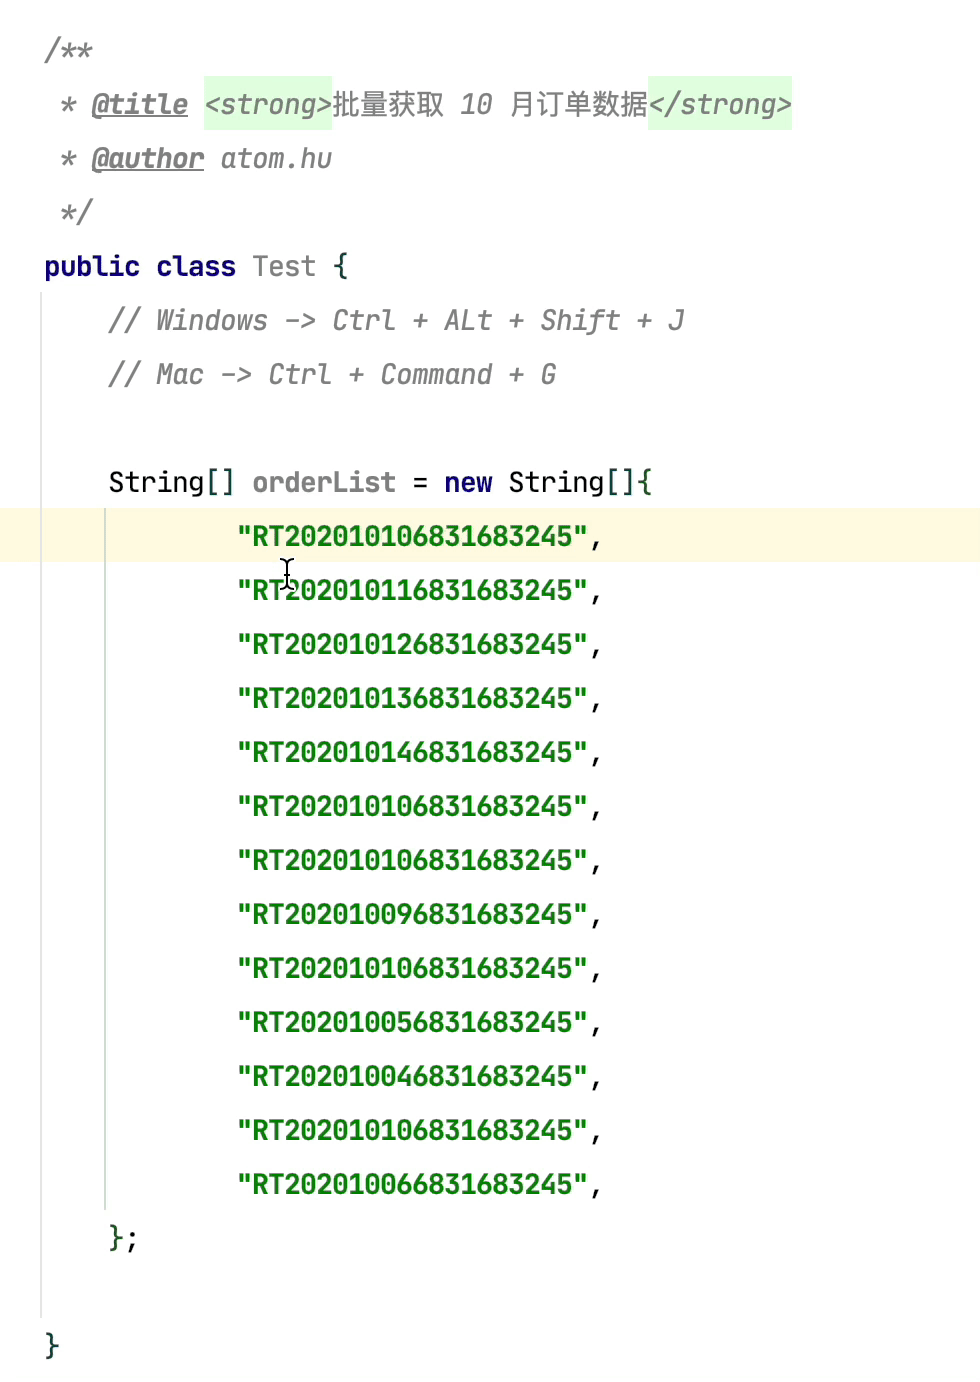 /**
 * @title <strong>批量获取 10 月订单数据</strong>
 * @author atom.hu
 */
public class Test {
    // Windows -> Ctrl + ALt + Shift + J
    // Mac -> Ctrl + Command + G
    String[] orderList = new String[]{
            "RT202010106831683245",
            "RT202010116831683245",
            "RT202010126831683245",
            "RT202010136831683245",
            "RT202010146831683245",
            "RT202010106831683245",
            "RT202010106831683245",
            "RT202010096831683245",
            "RT202010106831683245",
            "RT202010056831683245",
            "RT202010046831683245",
            "RT202010106831683245",
            "RT202010066831683245",
    };
}